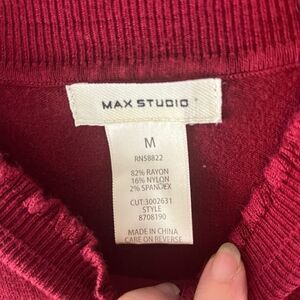 MAX STUDIO
M
RN58822
82% RAYON
16% NYLON
2% SPANDEX
CUT:3002631
STYLE
8708190
MADE IN CHINA
CARE ON REVERSE